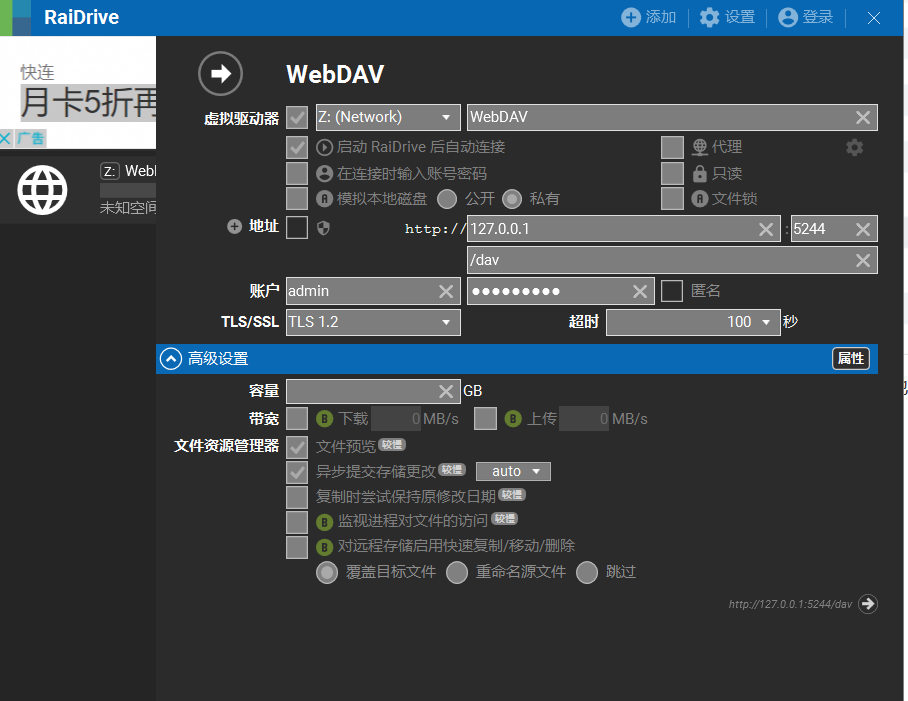 RaiDrive
添加
设置
登录
快连
月卡5折再
广告
Z:
未知空间
WebDAV
虚拟驱动器 Z: (Network) WebDAV
启动 RaiDrive 后自动连接 代理
在连接时输入账号密码 只读
A 模拟本地磁盘 公开 私有 A 文件锁
地址 http:// 127.0.0.1 : 5244
/dav
账户 admin ●●●●●●●●● 匿名
TLS/SSL TLS 1.2 超时 100 秒
高级设置 属性
容量 GB
带宽 B 下载 0 MB/s B 上传 0 MB/s
文件资源管理器 文件预览 较慢
异步提交存储更改 较慢 auto
复制时尝试保持原修改日期 较慢
B 监视进程对文件的访问 较慢
B 对远程存储启用快速复制/移动/删除
覆盖目标文件 重命名源文件 跳过
http://127.0.0.1:5244/dav